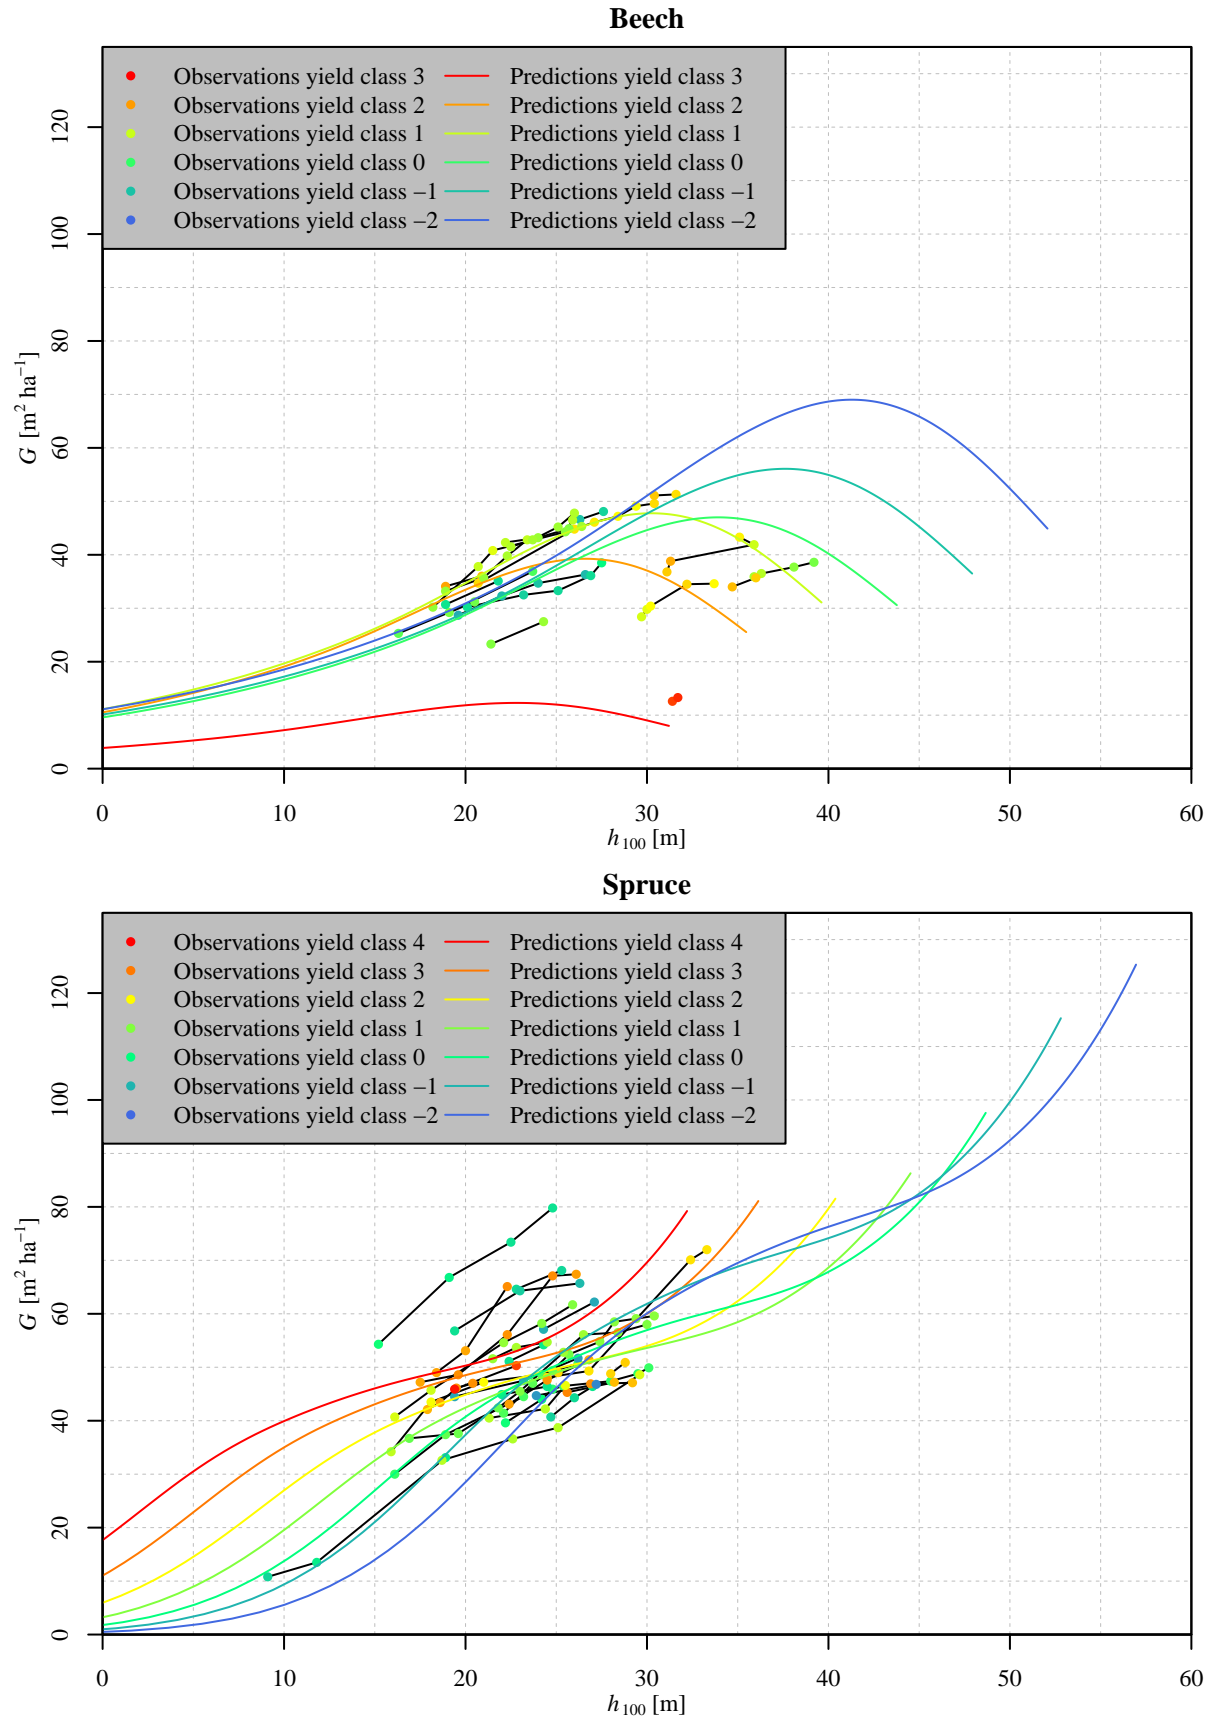 Beech
Observations yield class 3 Predictions yield class 3
Observations yield class 2 Predictions yield class 2
Observations yield class 1 Predictions yield class 1
Observations yield class 0 Predictions yield class 0
Observations yield class −1 Predictions yield class −1
Observations yield class −2 Predictions yield class −2
120
100
80
60
40
20
0
G [m² ha⁻¹]
0 10 20 30 40 50 60
h₁₀₀ [m]
Spruce
Observations yield class 4 Predictions yield class 4
Observations yield class 3 Predictions yield class 3
Observations yield class 2 Predictions yield class 2
Observations yield class 1 Predictions yield class 1
Observations yield class 0 Predictions yield class 0
Observations yield class −1 Predictions yield class −1
Observations yield class −2 Predictions yield class −2
120
100
80
60
40
20
0
G [m² ha⁻¹]
0 10 20 30 40 50 60
h₁₀₀ [m]